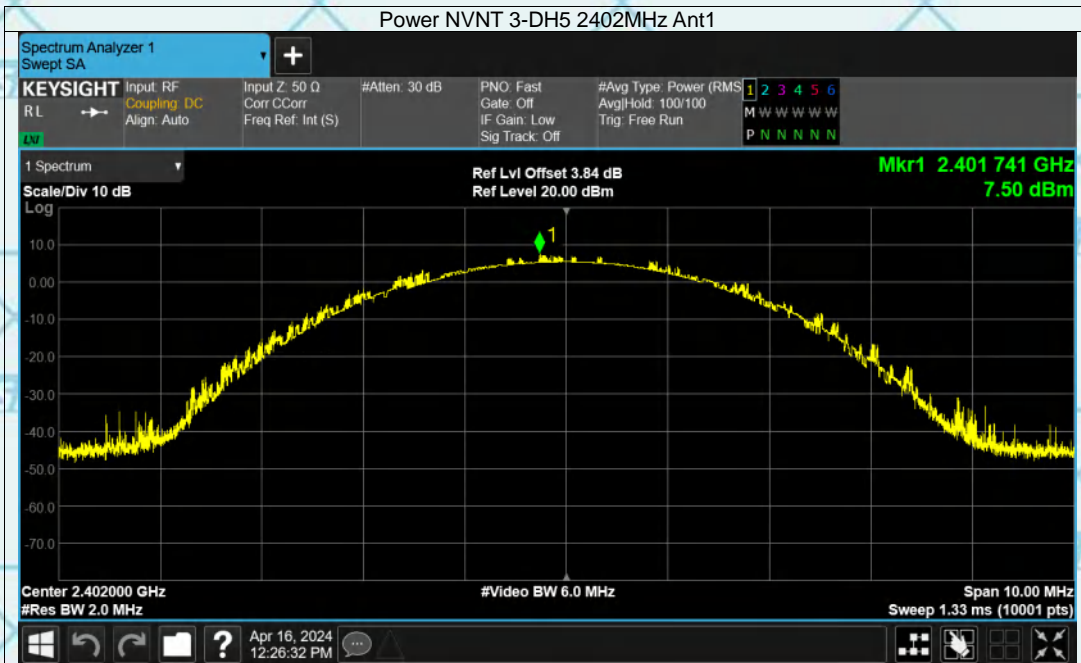 Power NVNT 3-DH5 2402MHz Ant1
Spectrum Analyzer 1
Swept SA
+
KEYSIGHT
RL
LXI
Input: RF
Coupling: DC
Align: Auto
Input Z: 50 Ω
Corr CCorr
Freq Ref: Int (S)
#Atten: 30 dB
PNO: Fast
Gate: Off
IF Gain: Low
Sig Track: Off
#Avg Type: Power (RMS
Avg|Hold: 100/100
Trig: Free Run
1 2 3 4 5 6
M W W W W W
P N N N N N
1 Spectrum
Scale/Div 10 dB
Log
Ref Lvl Offset 3.84 dB
Ref Level 20.00 dBm
Mkr1 2.401 741 GHz
7.50 dBm
1
10.0
0.00
-10.0
-20.0
-30.0
-40.0
-50.0
-60.0
-70.0
Center 2.402000 GHz
#Res BW 2.0 MHz
#Video BW 6.0 MHz
Span 10.00 MHz
Sweep 1.33 ms (10001 pts)
?
Apr 16, 2024
12:26:32 PM